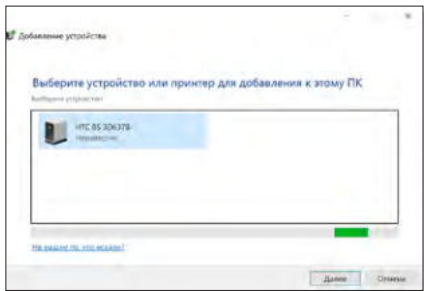 Добавление устройства
Выберите устройство или принтер для добавления к этому ПК
Выберите устройство
HTC BS 3D637B
Неизвестно
Не нашли то, что искали?
Далее
Отмена